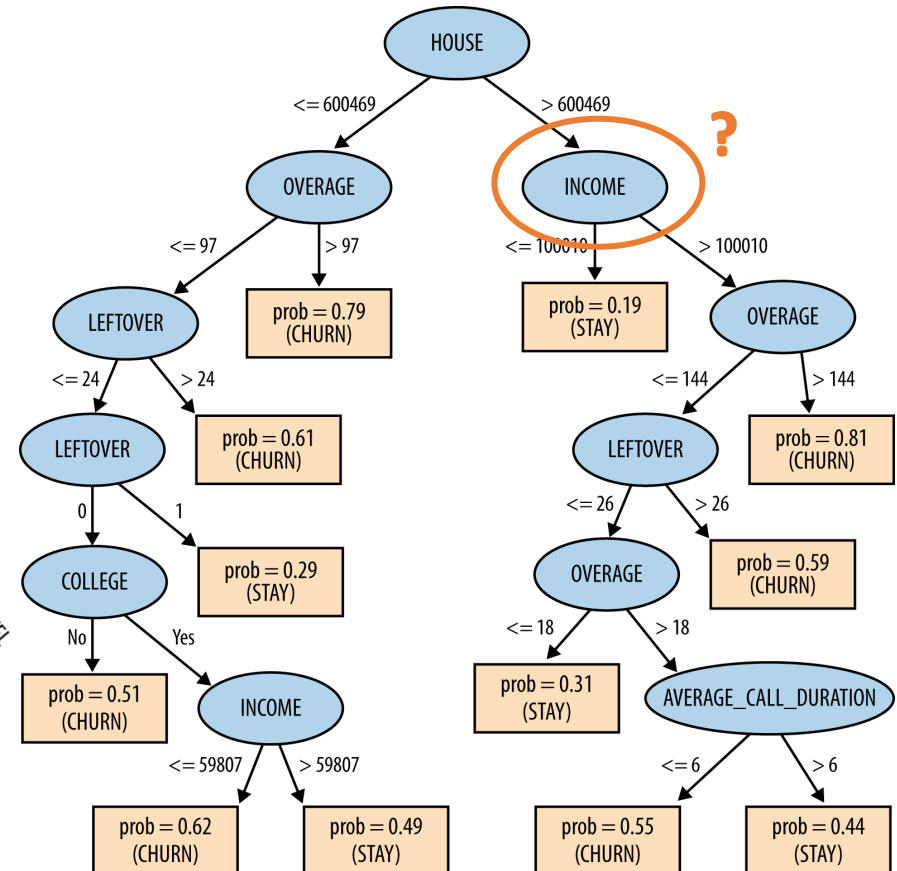 HOUSE
<= 600469
> 600469
?
OVERAGE
INCOME
<= 97
> 97
<= 100010
> 100010
prob = 0.79
(CHURN)
prob = 0.19
(STAY)
LEFTOVER
OVERAGE
<= 24
> 24
<= 144
> 144
prob = 0.61
(CHURN)
prob = 0.81
(CHURN)
LEFTOVER
LEFTOVER
0
1
<= 26
> 26
prob = 0.29
(STAY)
prob = 0.59
(CHURN)
COLLEGE
OVERAGE
No
Yes
<= 18
> 18
prob = 0.51
(CHURN)
prob = 0.31
(STAY)
INCOME
AVERAGE_CALL_DURATION
<= 59807
> 59807
<= 6
> 6
prob = 0.62
(CHURN)
prob = 0.49
(STAY)
prob = 0.55
(CHURN)
prob = 0.44
(STAY)